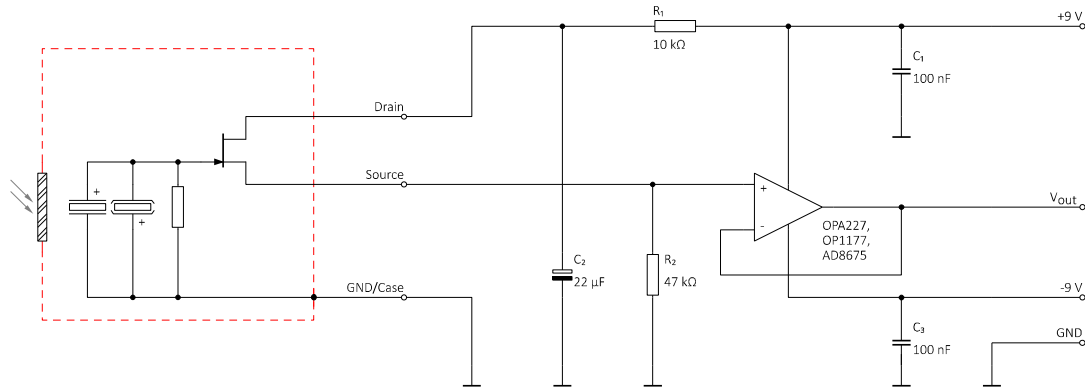 R₁
10 kΩ
+9 V
C₁
100 nF
Drain
+
Source
+
+
-
Vout
OPA227,
OP1177,
AD8675
C₂
22 µF
R₂
47 kΩ
GND/Case
-9 V
C₃
100 nF
GND